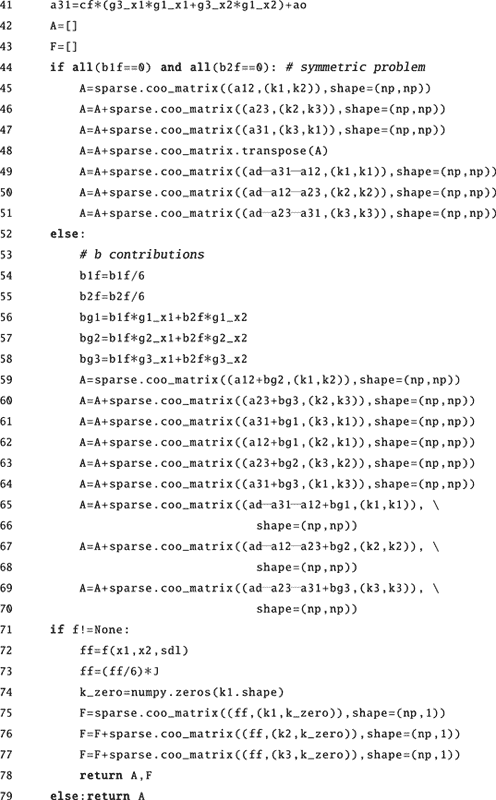 41 a31=cf*(g3_x1*g1_x1+g3_x2*g1_x2)+ao
42 A=[]
43 F=[]
44 if all(b1f==0) and all(b2f==0): # symmetric problem
45 A=sparse.coo_matrix((a12,(k1,k2)),shape=(np,np))
46 A=A+sparse.coo_matrix((a23,(k2,k3)),shape=(np,np))
47 A=A+sparse.coo_matrix((a31,(k3,k1)),shape=(np,np))
48 A=A+sparse.coo_matrix.transpose(A)
49 A=A+sparse.coo_matrix((ad—a31—a12,(k1,k1)),shape=(np,np))
50 A=A+sparse.coo_matrix((ad—a12—a23,(k2,k2)),shape=(np,np))
51 A=A+sparse.coo_matrix((ad—a23—a31,(k3,k3)),shape=(np,np))
52 else:
53 # b contributions
54 b1f=b1f/6
55 b2f=b2f/6
56 bg1=b1f*g1_x1+b2f*g1_x2
57 bg2=b1f*g2_x1+b2f*g2_x2
58 bg3=b1f*g3_x1+b2f*g3_x2
59 A=sparse.coo_matrix((a12+bg2,(k1,k2)),shape=(np,np))
60 A=A+sparse.coo_matrix((a23+bg3,(k2,k3)),shape=(np,np))
61 A=A+sparse.coo_matrix((a31+bg1,(k3,k1)),shape=(np,np))
62 A=A+sparse.coo_matrix((a12+bg1,(k2,k1)),shape=(np,np))
63 A=A+sparse.coo_matrix((a23+bg2,(k3,k2)),shape=(np,np))
64 A=A+sparse.coo_matrix((a31+bg3,(k1,k3)),shape=(np,np))
65 A=A+sparse.coo_matrix((ad—a31—a12+bg1,(k1,k1)), \
66 shape=(np,np))
67 A=A+sparse.coo_matrix((ad—a12—a23+bg2,(k2,k2)), \
68 shape=(np,np))
69 A=A+sparse.coo_matrix((ad—a23—a31+bg3,(k3,k3)), \
70 shape=(np,np))
71 if f!=None:
72 ff=f(x1,x2,sdl)
73 ff=(ff/6)*J
74 k_zero=numpy.zeros(k1.shape)
75 F=sparse.coo_matrix((ff,(k1,k_zero)),shape=(np,1))
76 F=F+sparse.coo_matrix((ff,(k2,k_zero)),shape=(np,1))
77 F=F+sparse.coo_matrix((ff,(k3,k_zero)),shape=(np,1))
78 return A,F
79 else:return A